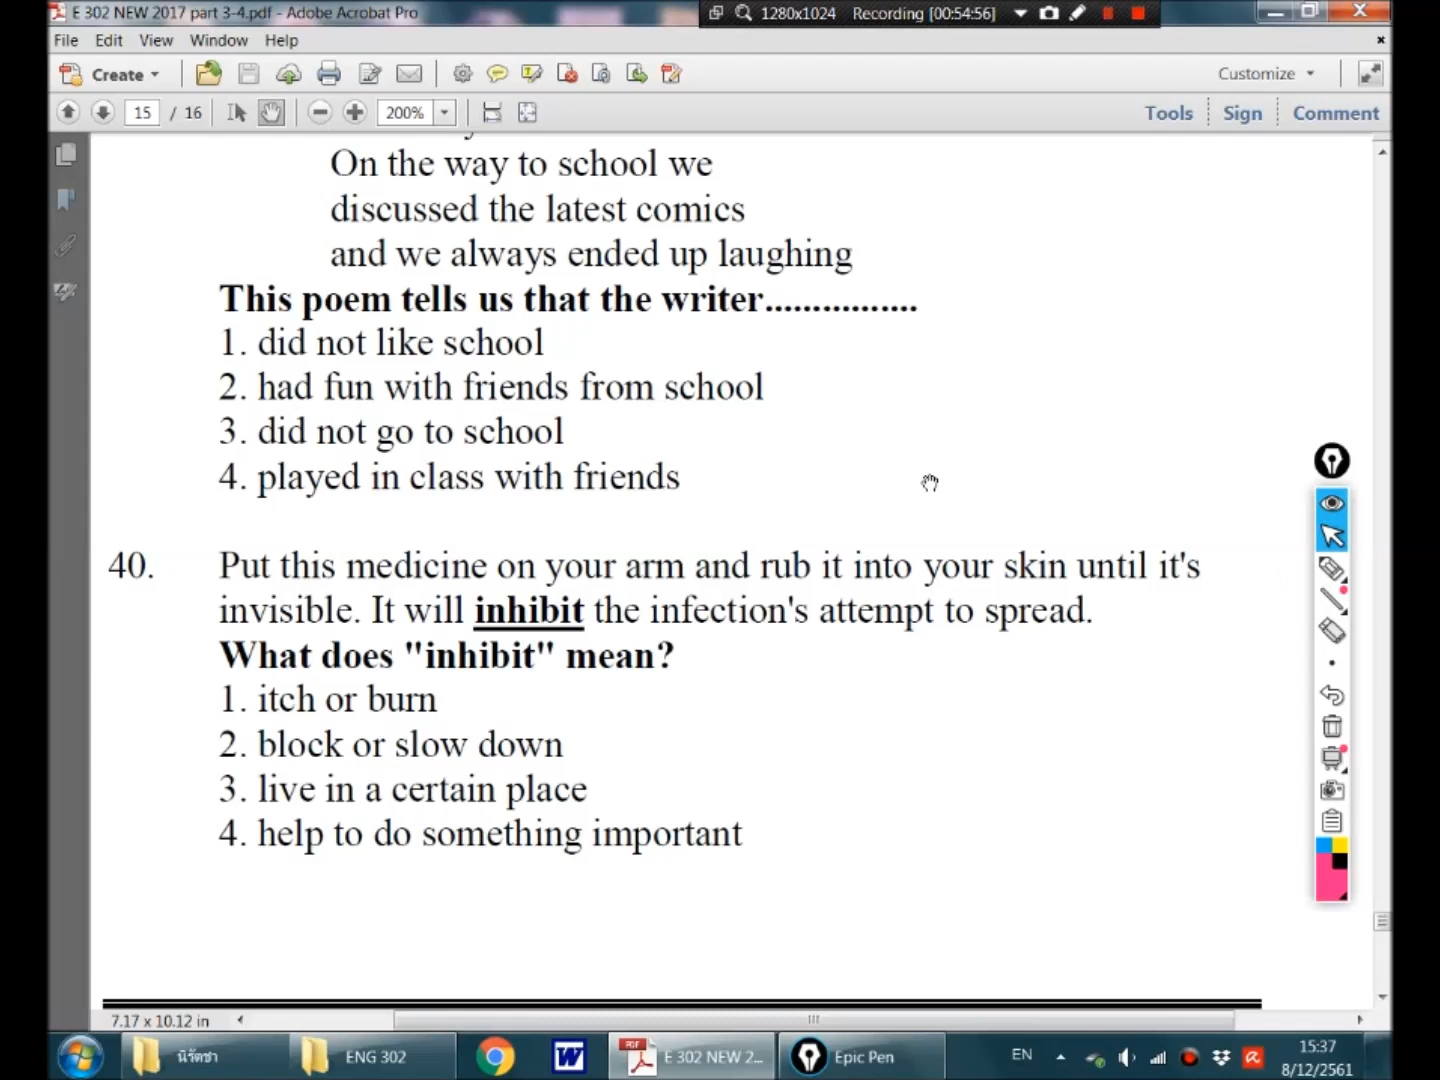 E 302 NEW 2017 part 3-4.pdf - Adobe Acrobat Pro
1280x1024 Recording [00:54:56]
File Edit View Window Help
Create
Customize
15 / 16 200%
Tools Sign Comment
On the way to school we
discussed the latest comics
and we always ended up laughing
This poem tells us that the writer................
1. did not like school
2. had fun with friends from school
3. did not go to school
4. played in class with friends
40. Put this medicine on your arm and rub it into your skin until it's
invisible. It will inhibit the infection's attempt to spread.
What does "inhibit" mean?
1. itch or burn
2. block or slow down
3. live in a certain place
4. help to do something important
7.17 x 10.12 in
นิรัตชา ENG 302 E 302 NEW 2... Epic Pen EN 15:37
8/12/2561